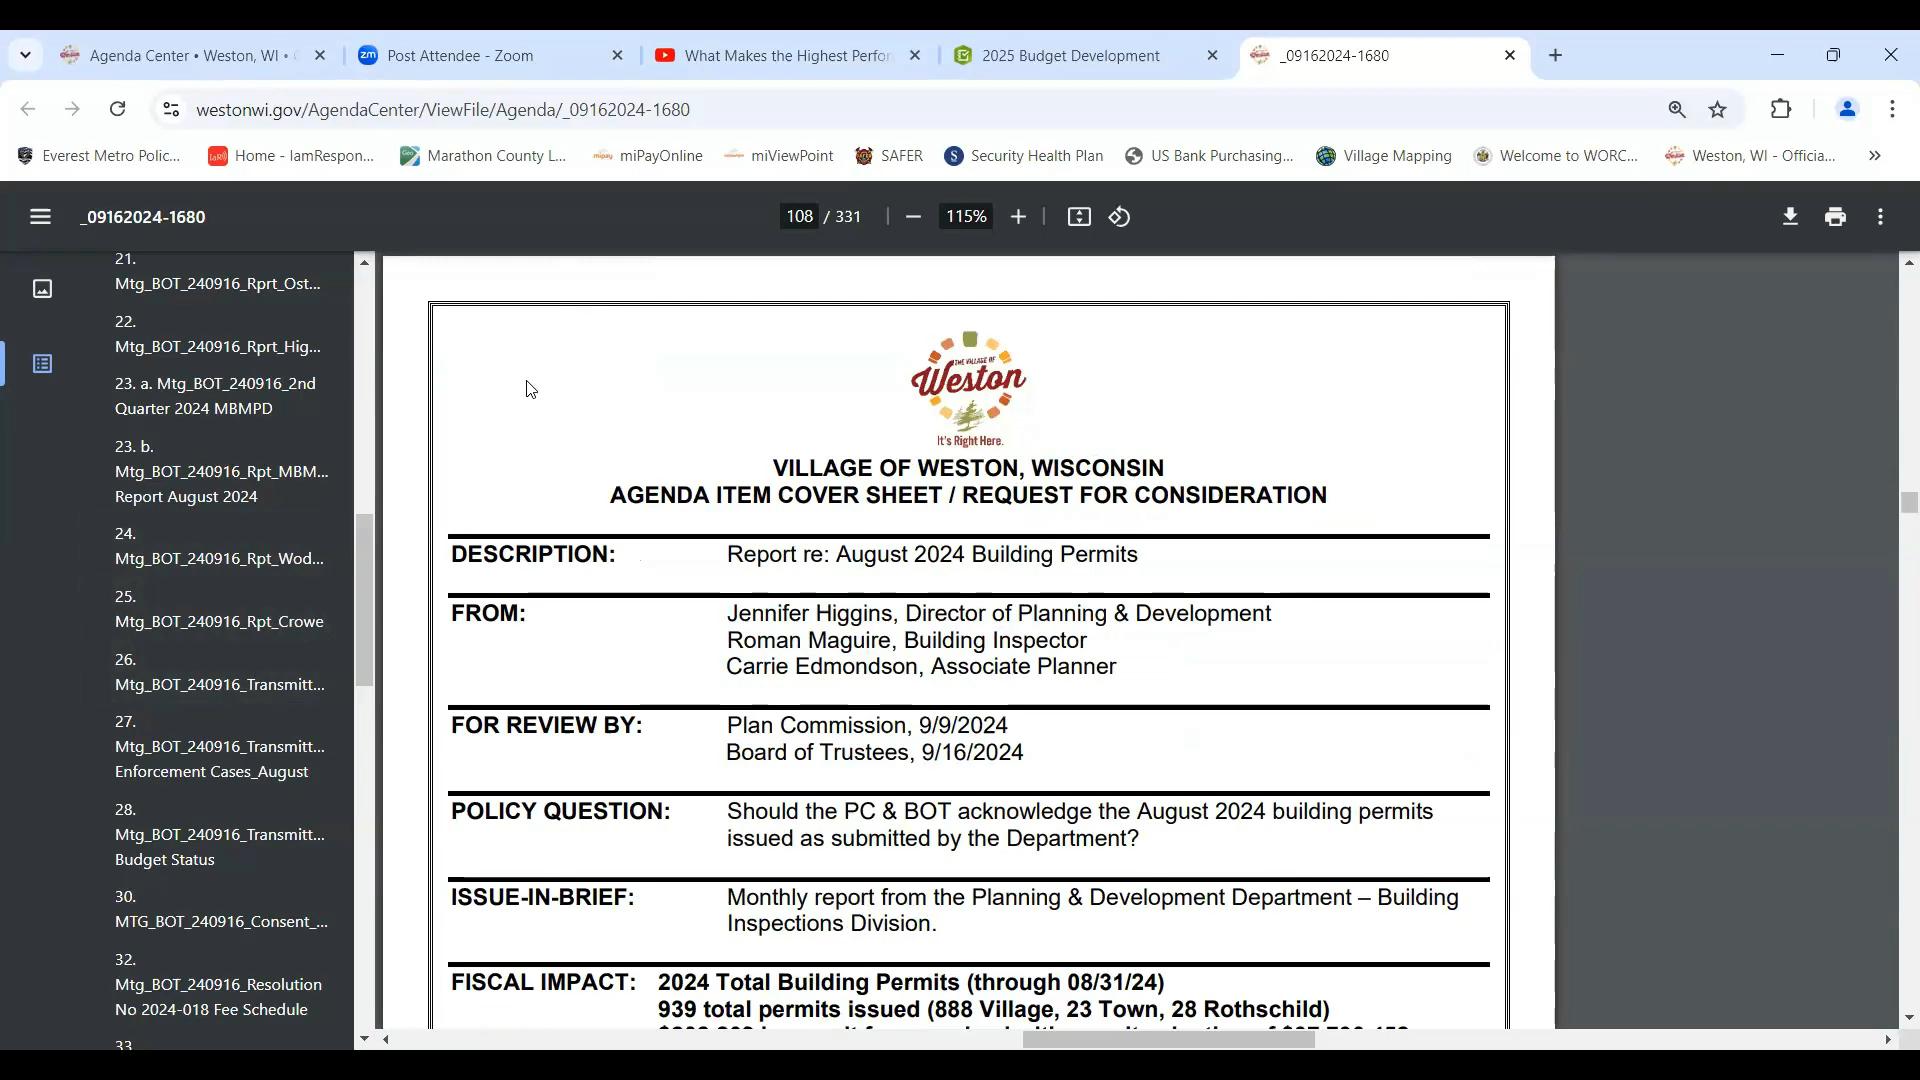 Agenda Center • Weston, WI •
zm Post Attendee - Zoom
What Makes the Highest Perfor
2025 Budget Development
_09162024-1680
westonwi.gov/AgendaCenter/ViewFile/Agenda/_09162024-1680
Everest Metro Polic...
Home - IamRespon...
Marathon County L...
miPayOnline
miViewPoint
SAFER
Security Health Plan
US Bank Purchasing...
Village Mapping
Welcome to WORC...
Weston, WI - Officia...
_09162024-1680
108 / 331
115%
21.
Mtg_BOT_240916_Rprt_Ost...
22.
Mtg_BOT_240916_Rprt_Hig...
23. a. Mtg_BOT_240916_2nd
Quarter 2024 MBMPD
23. b.
Mtg_BOT_240916_Rpt_MBM...
Report August 2024
24.
Mtg_BOT_240916_Rpt_Wod...
25.
Mtg_BOT_240916_Rpt_Crowe
26.
Mtg_BOT_240916_Transmitt...
27.
Mtg_BOT_240916_Transmitt...
Enforcement Cases_August
28.
Mtg_BOT_240916_Transmitt...
Budget Status
30.
MTG_BOT_240916_Consent_...
32.
Mtg_BOT_240916_Resolution
No 2024-018 Fee Schedule
33.
THE VILLAGE OF
Weston
It's Right Here.
VILLAGE OF WESTON, WISCONSIN
AGENDA ITEM COVER SHEET / REQUEST FOR CONSIDERATION
DESCRIPTION: Report re: August 2024 Building Permits
FROM: Jennifer Higgins, Director of Planning & Development
Roman Maguire, Building Inspector
Carrie Edmondson, Associate Planner
FOR REVIEW BY: Plan Commission, 9/9/2024
Board of Trustees, 9/16/2024
POLICY QUESTION: Should the PC & BOT acknowledge the August 2024 building permits
issued as submitted by the Department?
ISSUE-IN-BRIEF: Monthly report from the Planning & Development Department – Building
Inspections Division.
FISCAL IMPACT: 2024 Total Building Permits (through 08/31/24)
939 total permits issued (888 Village, 23 Town, 28 Rothschild)